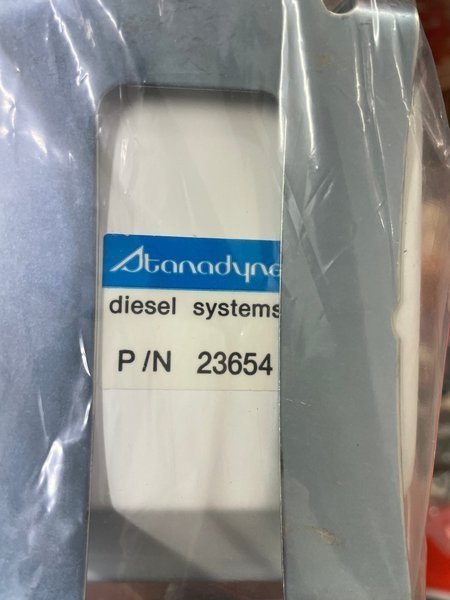 Stanadyne
diesel systems
P/N 23654